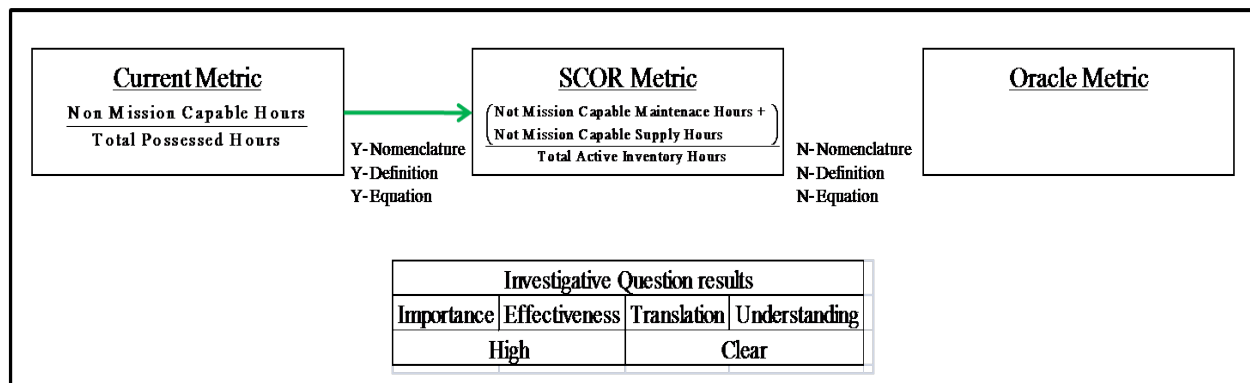 Current Metric
Non Mission Capable Hours
Total Possessed Hours
Y-Nomenclature
Y-Definition
Y-Equation
SCOR Metric
(Not Mission Capable Maintenace Hours +
Not Mission Capable Supply Hours)
Total Active Inventory Hours
N-Nomenclature
N-Definition
N-Equation
Oracle Metric
Investigative Question results
Importance Effectiveness Translation Understanding
High Clear